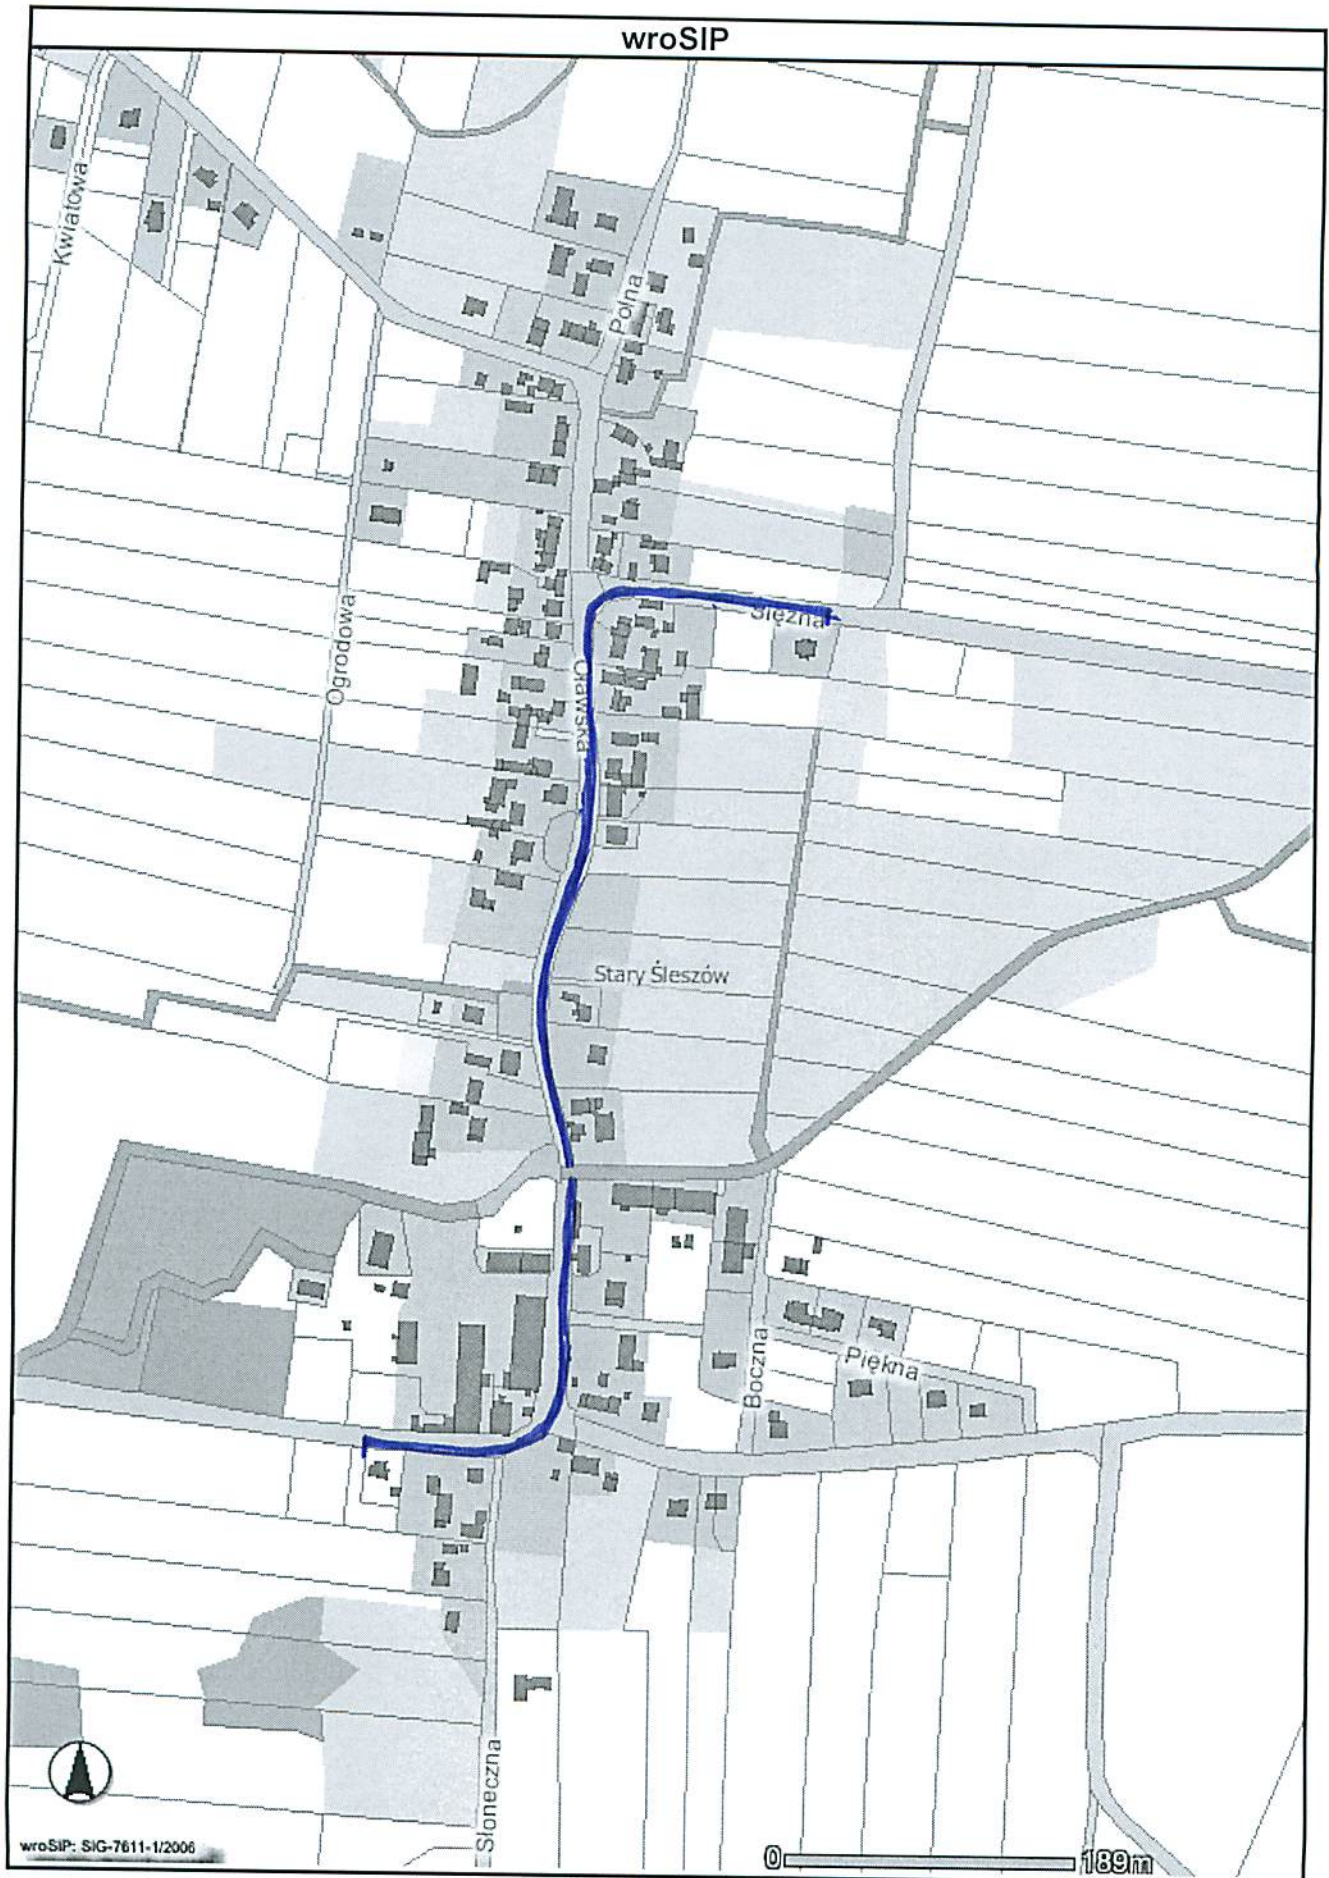 wroSIP
Kwiatowa
Polna
Ogrodowa
Ślężna
Oławska
Stary Śleszów
Boczna
Piękna
Słoneczna
wroSIP: SIG-7611-1/2006
0 189m